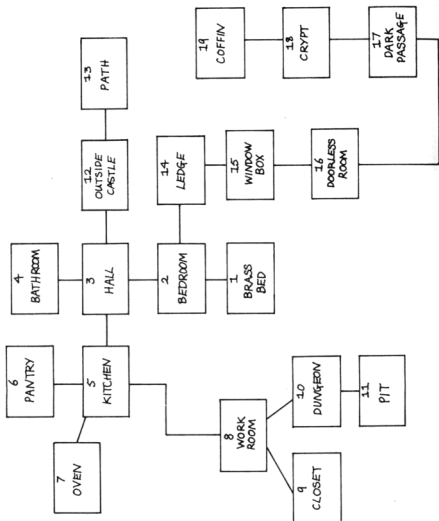 19
COFFIN
18
CRYPT
17
DARK
PASSAGE
13
PATH
12
OUTSIDE
CASTLE
14
LEDGE
15
WINDOW
BOX
16
DOORLESS
ROOM
4
BATHROOM
3
HALL
2
BEDROOM
1
BRASS
BED
6
PANTRY
5
KITCHEN
7
OVEN
8
WORK
ROOM
10
DUNGEON
11
PIT
9
CLOSET